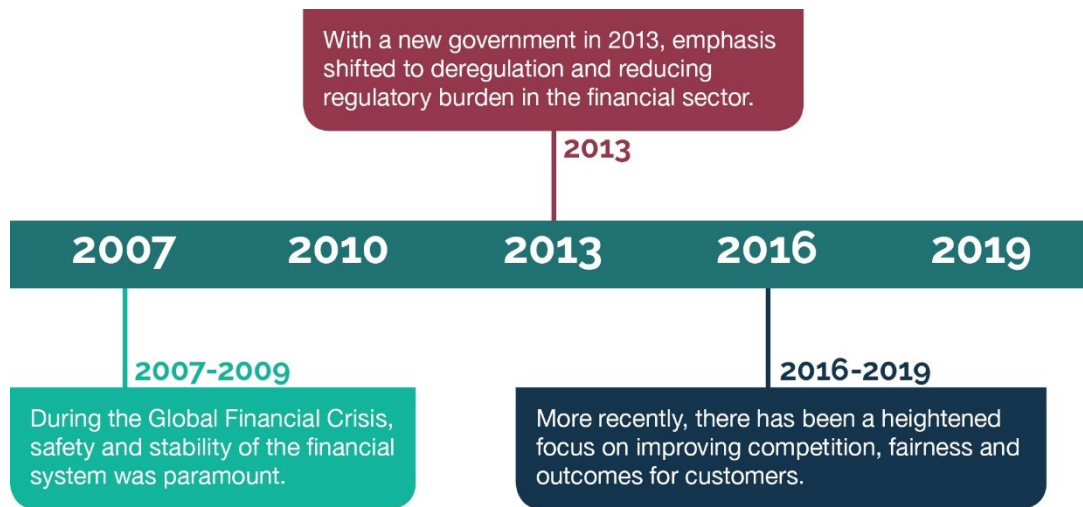 With a new government in 2013, emphasis
shifted to deregulation and reducing
regulatory burden in the financial sector.
2013
2007 2010 2013 2016 2019
2007-2009
During the Global Financial Crisis,
safety and stability of the financial
system was paramount.
2016-2019
More recently, there has been a heightened
focus on improving competition, fairness and
outcomes for customers.